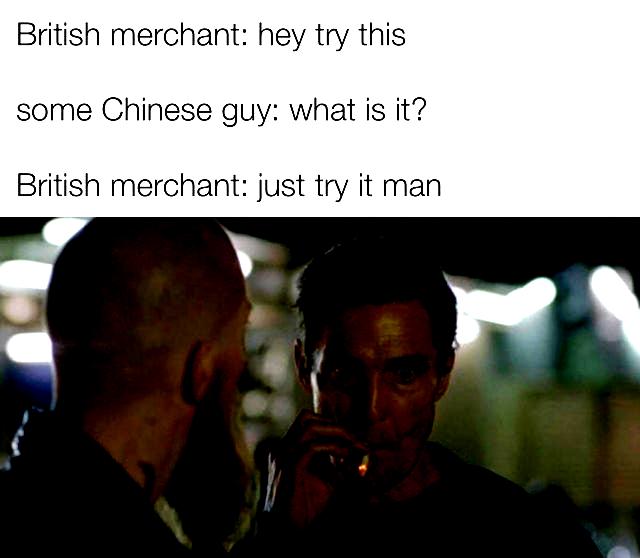 British merchant: hey try this
some Chinese guy: what is it?
British merchant: just try it man